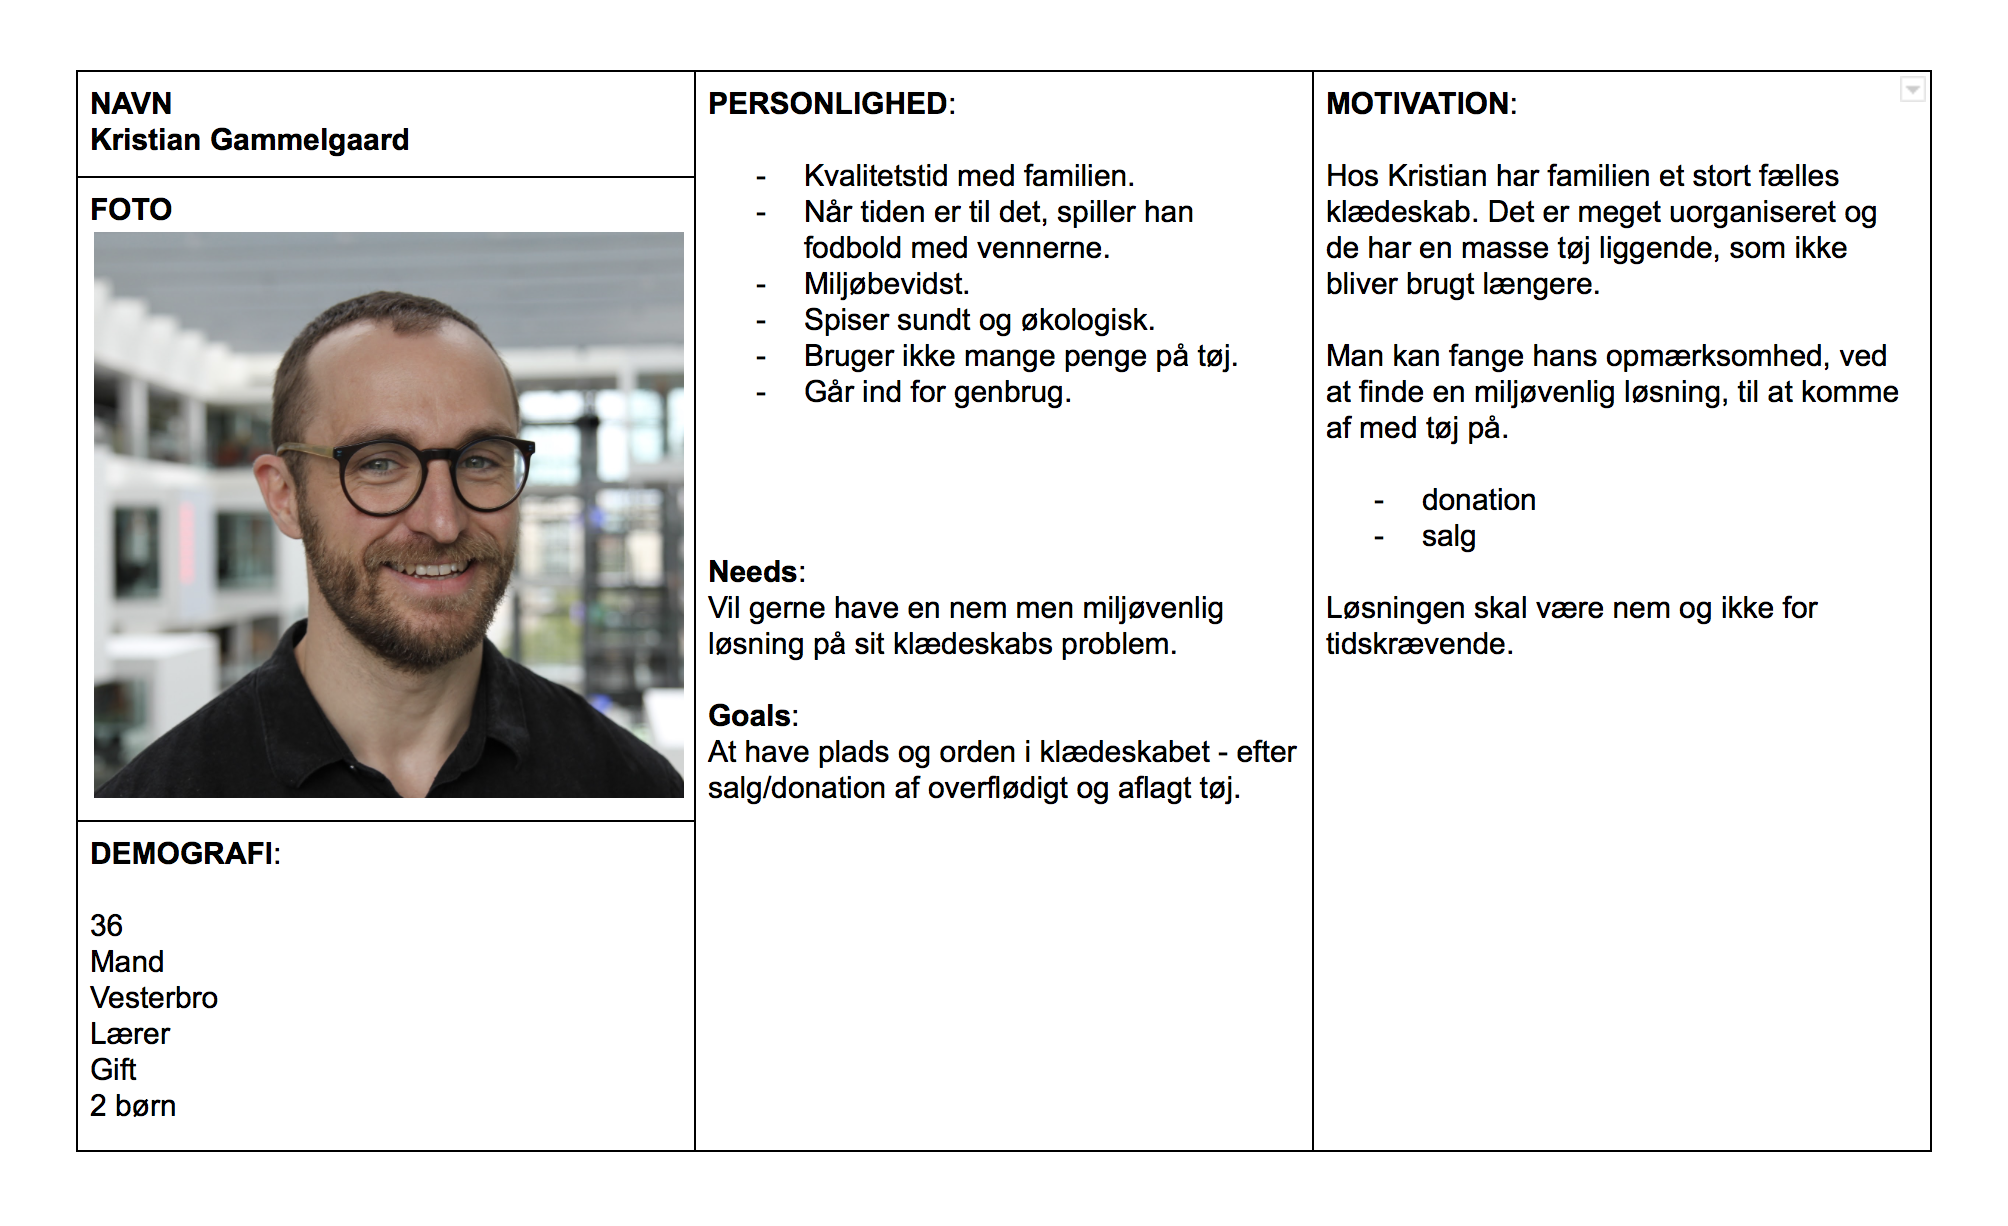 NAVN
Kristian Gammelgaard
FOTO
DEMOGRAFI:
36
Mand
Vesterbro
Lærer
Gift
2 børn
PERSONLIGHED:
- Kvalitetstid med familien.
- Når tiden er til det, spiller han
fodbold med vennerne.
- Miljøbevidst.
- Spiser sundt og økologisk.
- Bruger ikke mange penge på tøj.
- Går ind for genbrug.
Needs:
Vil gerne have en nem men miljøvenlig
løsning på sit klædeskabs problem.
Goals:
At have plads og orden i klædeskabet - efter
salg/donation af overflødigt og aflagt tøj.
MOTIVATION:
Hos Kristian har familien et stort fælles
klædeskab. Det er meget uorganiseret og
de har en masse tøj liggende, som ikke
bliver brugt længere.
Man kan fange hans opmærksomhed, ved
at finde en miljøvenlig løsning, til at komme
af med tøj på.
- donation
- salg
Løsningen skal være nem og ikke for
tidskrævende.